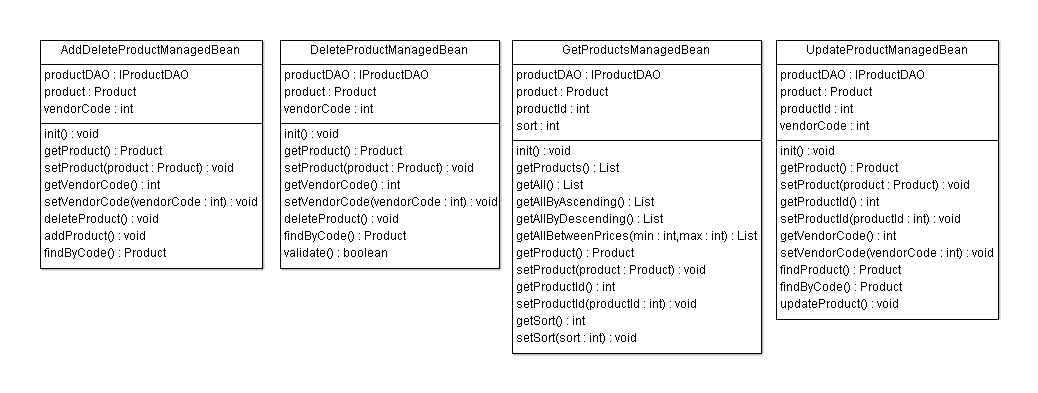 AddDeleteProductManagedBean
productDAO : IProductDAO
product : Product
vendorCode : int
init() : void
getProduct() : Product
setProduct(product : Product) : void
getVendorCode() : int
setVendorCode(vendorCode : int) : void
deleteProduct() : void
addProduct() : void
findByCode() : Product
DeleteProductManagedBean
productDAO : IProductDAO
product : Product
vendorCode : int
init() : void
getProduct() : Product
setProduct(product : Product) : void
getVendorCode() : int
setVendorCode(vendorCode : int) : void
deleteProduct() : void
findByCode() : Product
validate() : boolean
GetProductsManagedBean
productDAO : IProductDAO
product : Product
productId : int
sort : int
init() : void
getProducts() : List
getAll() : List
getAllByAscending() : List
getAllByDescending() : List
getAllBetweenPrices(min : int,max : int) : List
getProduct() : Product
setProduct(product : Product) : void
getProductId() : int
setProductId(productId : int) : void
getSort() : int
setSort(sort : int) : void
UpdateProductManagedBean
productDAO : IProductDAO
product : Product
productId : int
vendorCode : int
init() : void
getProduct() : Product
setProduct(product : Product) : void
getProductId() : int
setProductId(productId : int) : void
getVendorCode() : int
setVendorCode(vendorCode : int) : void
findProduct() : Product
findByCode() : Product
updateProduct() : void